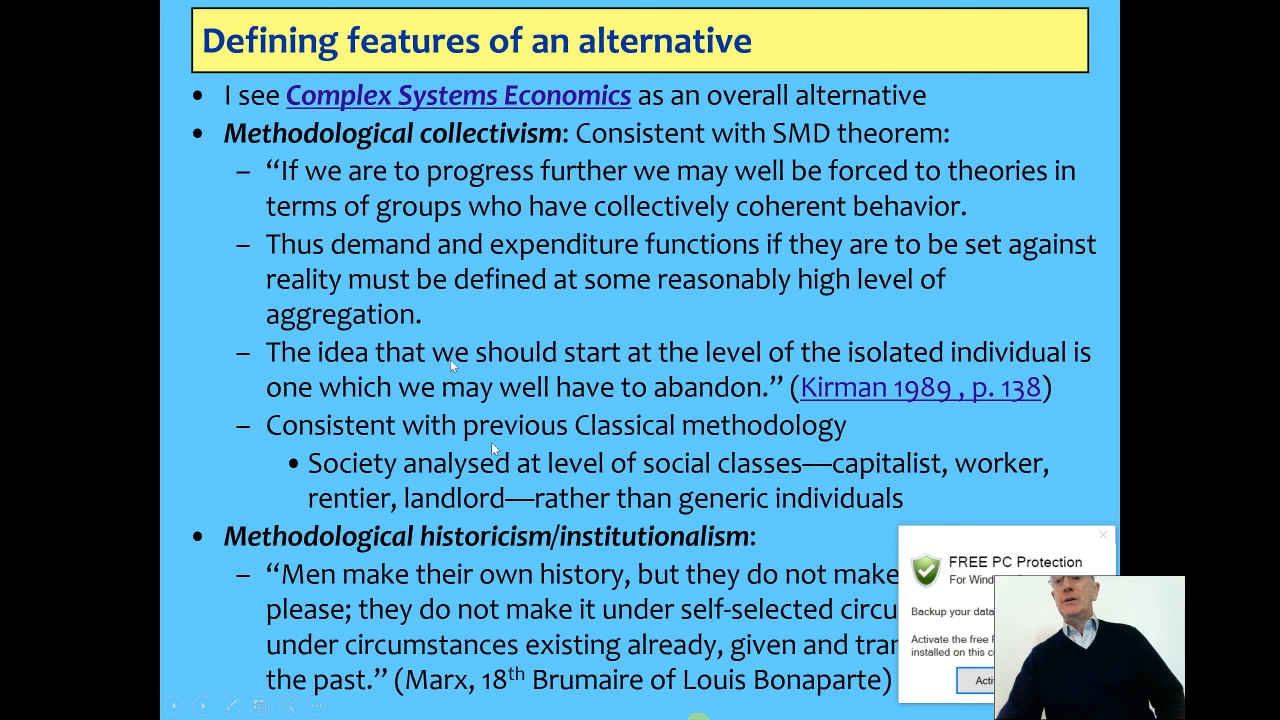 Defining features of an alternative
• I see Complex Systems Economics as an overall alternative
• Methodological collectivism: Consistent with SMD theorem:
– “If we are to progress further we may well be forced to theories in
terms of groups who have collectively coherent behavior.
– Thus demand and expenditure functions if they are to be set against
reality must be defined at some reasonably high level of
aggregation.
– The idea that we should start at the level of the isolated individual is
one which we may well have to abandon.” (Kirman 1989 , p. 138)
– Consistent with previous Classical methodology
• Society analysed at level of social classes—capitalist, worker,
rentier, landlord—rather than generic individuals
• Methodological historicism/institutionalism:
– “Men make their own history, but they do not make
please; they do not make it under self-selected
under circumstances existing already, given and
the past.” (Marx, 18th Brumaire of Louis Bonaparte)
FREE PC Protection
For
Backup your data
Activate the free
installed on this